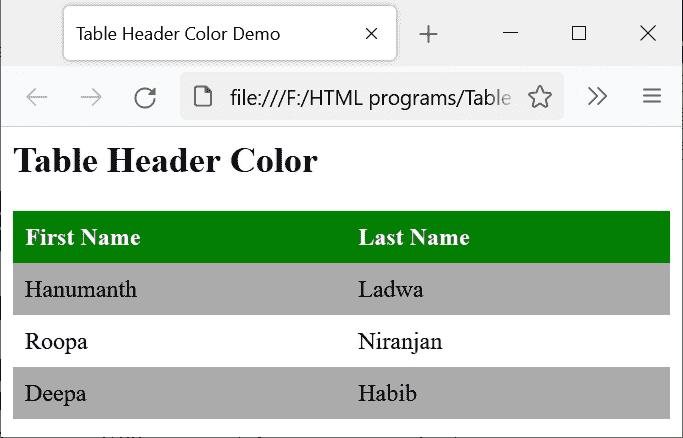 Table Header Color Demo
file:///F:/HTML programs/Table
Table Header Color
First Name Last Name
Hanumanth Ladwa
Roopa Niranjan
Deepa Habib